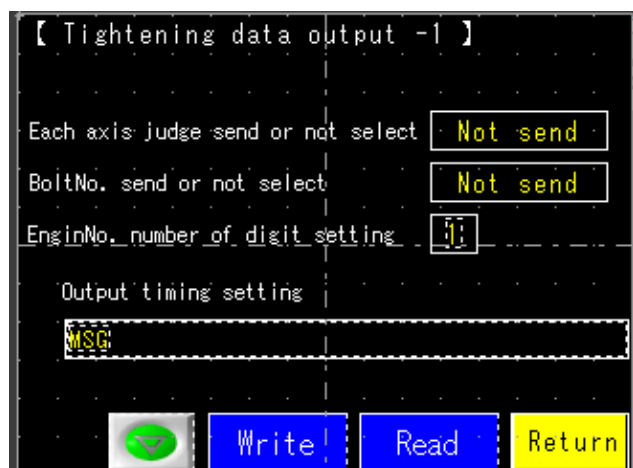 【 Tightening data output -1 】
Each axis judge send or not select Not send
BoltNo. send or not select Not send
EnginNo. number of digit setting 1
Output timing setting
MSG
Write Read Return